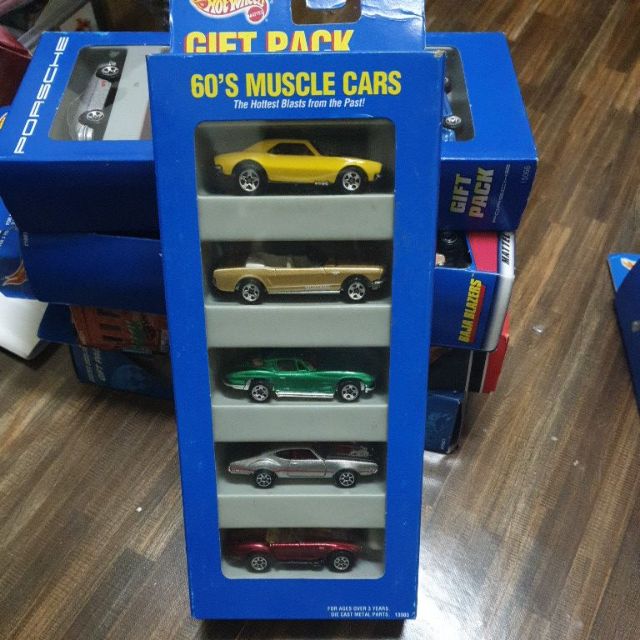 HOT WHEELS
GIFT PACK
60'S MUSCLE CARS
The Hottest Blasts from the Past!
PORSCHE
GIFT
PACK
BAJA BLAZERS
FOR AGES OVER 3 YEARS
DIE CAST METAL PARTS.